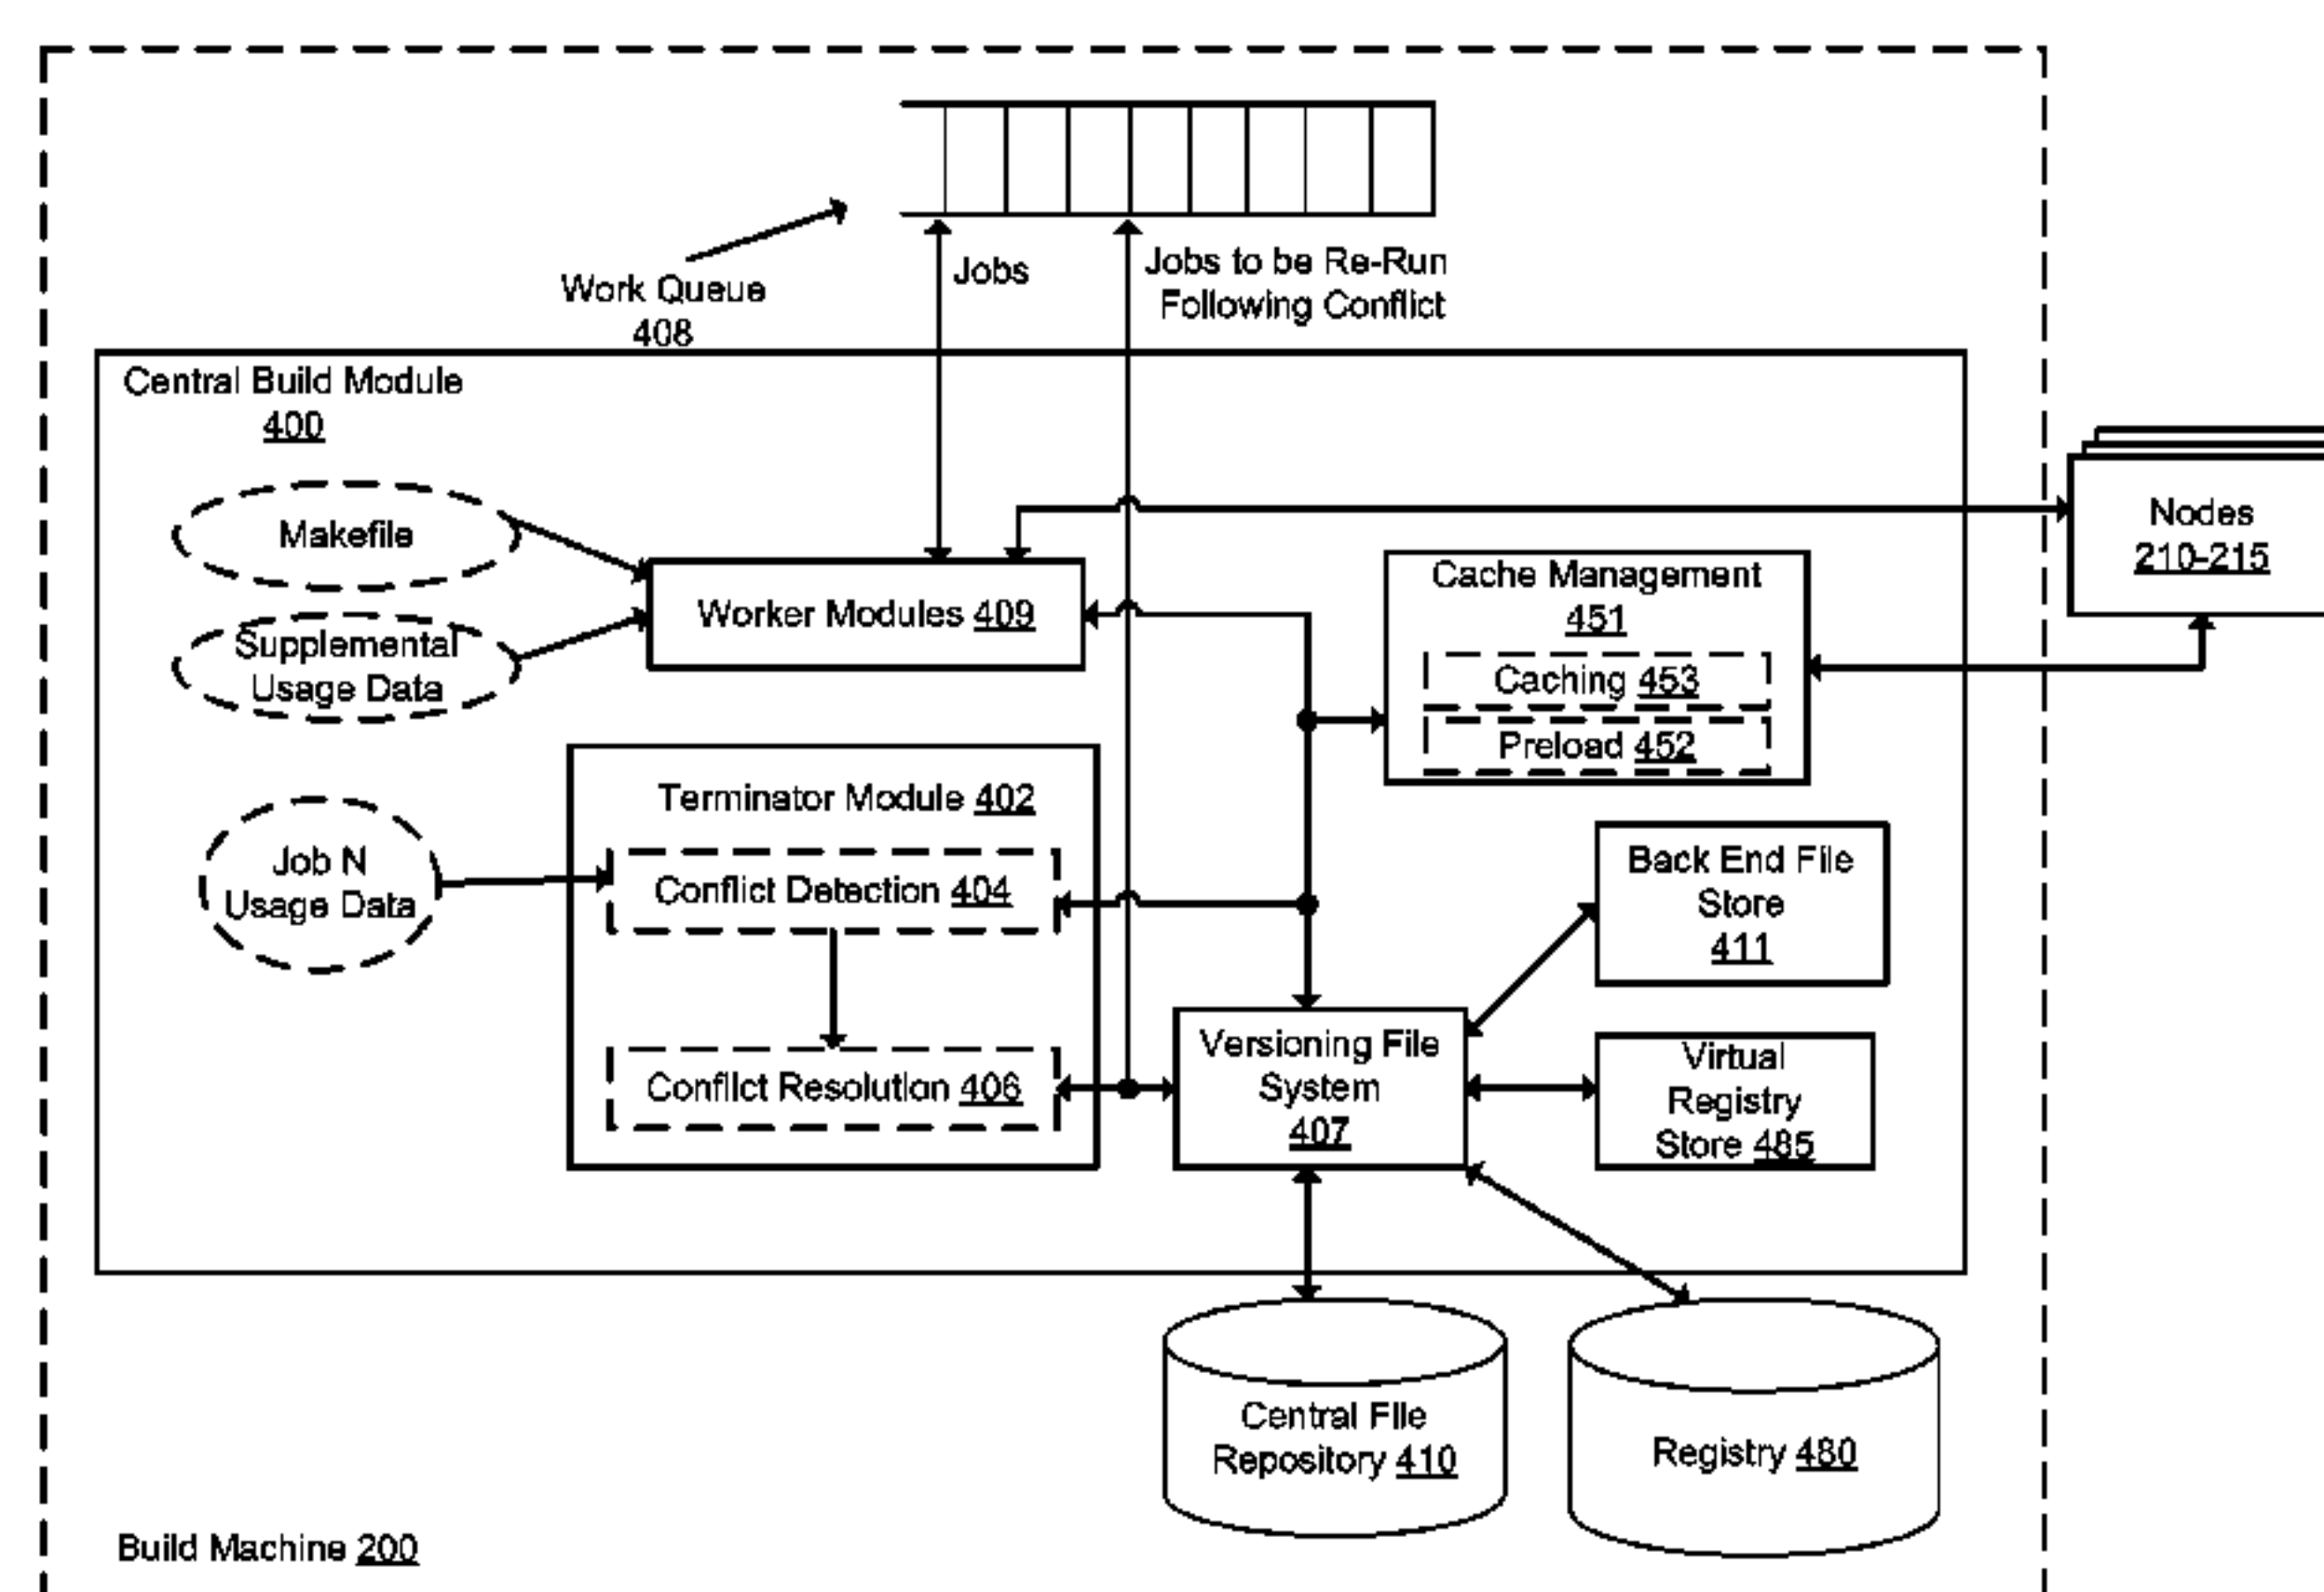 Work Queue
408
Jobs
Jobs to be Re-Run
Following Conflict
Central Build Module
400
Makefile
Supplemental
Usage Data
Worker Modules 409
Cache Management
451
Caching 453
Preload 452
Nodes
210-215
Terminator Module 402
Job N
Usage Data
Conflict Detection 404
Conflict Resolution 406
Back End File
Store
411
Versioning File
System
407
Virtual
Registry
Store 485
Central File
Repository 410
Registry 480
Build Machine 200